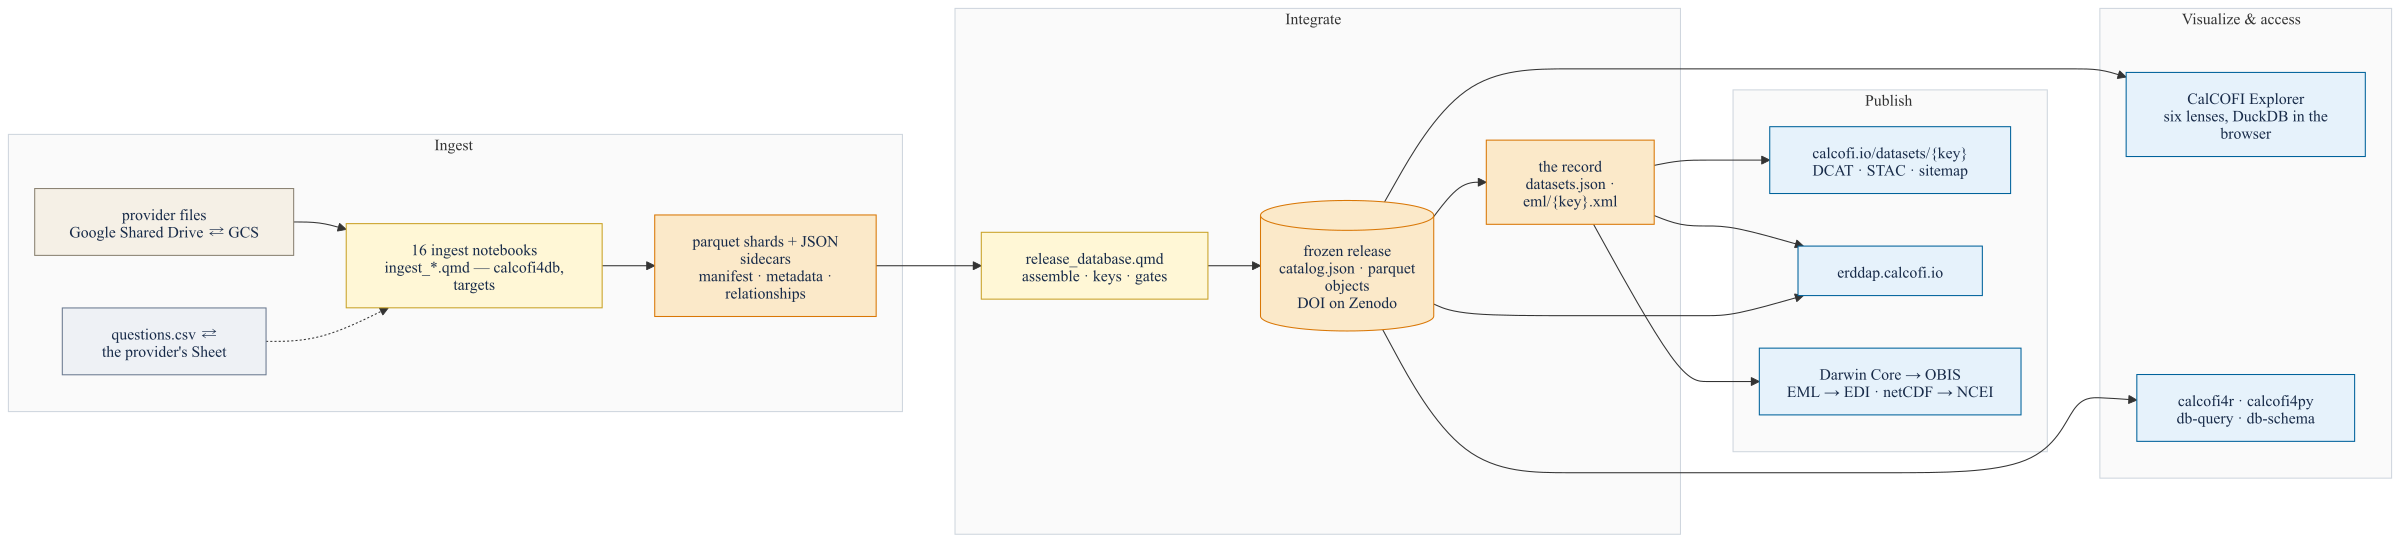 Ingest
provider files
Google Shared Drive ⇄ GCS
questions.csv ⇄
the provider's Sheet
16 ingest notebooks
ingest_*.qmd — calcofi4db,
targets
parquet shards + JSON
sidecars
manifest · metadata ·
relationships
Integrate
release_database.qmd
assemble · keys · gates
frozen release
catalog.json · parquet
objects
DOI on Zenodo
the record
datasets.json ·
eml/{key}.xml
Publish
calcofi.io/datasets/{key}
DCAT · STAC · sitemap
erddap.calcofi.io
Darwin Core → OBIS
EML → EDI · netCDF → NCEI
Visualize & access
CalCOFI Explorer
six lenses, DuckDB in the
browser
calcofi4r · calcofi4py
db-query · db-schema